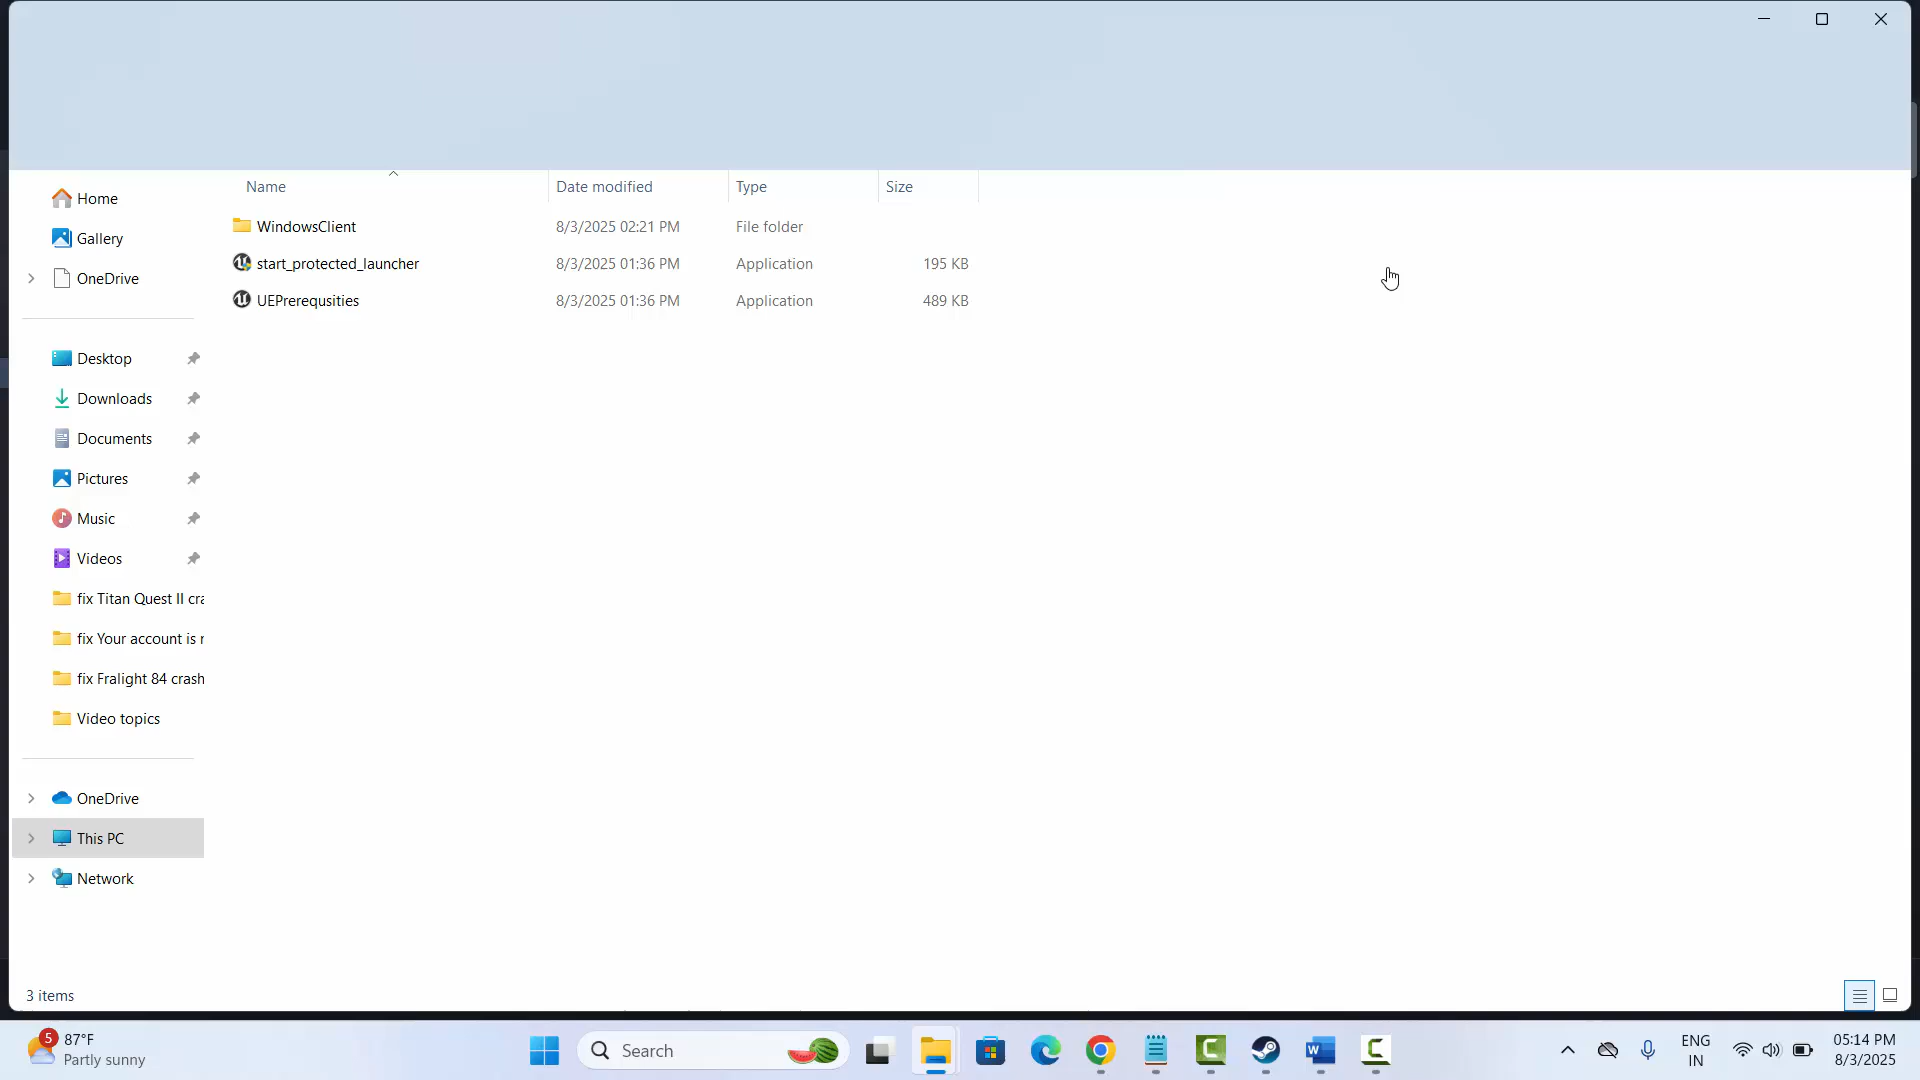 Name Date modified Type Size
WindowsClient 8/3/2025 02:21 PM File folder
start_protected_launcher 8/3/2025 01:36 PM Application 195 KB
UEPrerequsities 8/3/2025 01:36 PM Application 489 KB
Home
Gallery
OneDrive
Desktop
Downloads
Documents
Pictures
Music
Videos
fix Titan Quest II cra
fix Your account is r
fix Fralight 84 crash
Video topics
OneDrive
This PC
Network
3 items
5
87°F
Partly sunny
Search
ENG
IN
05:14 PM
8/3/2025